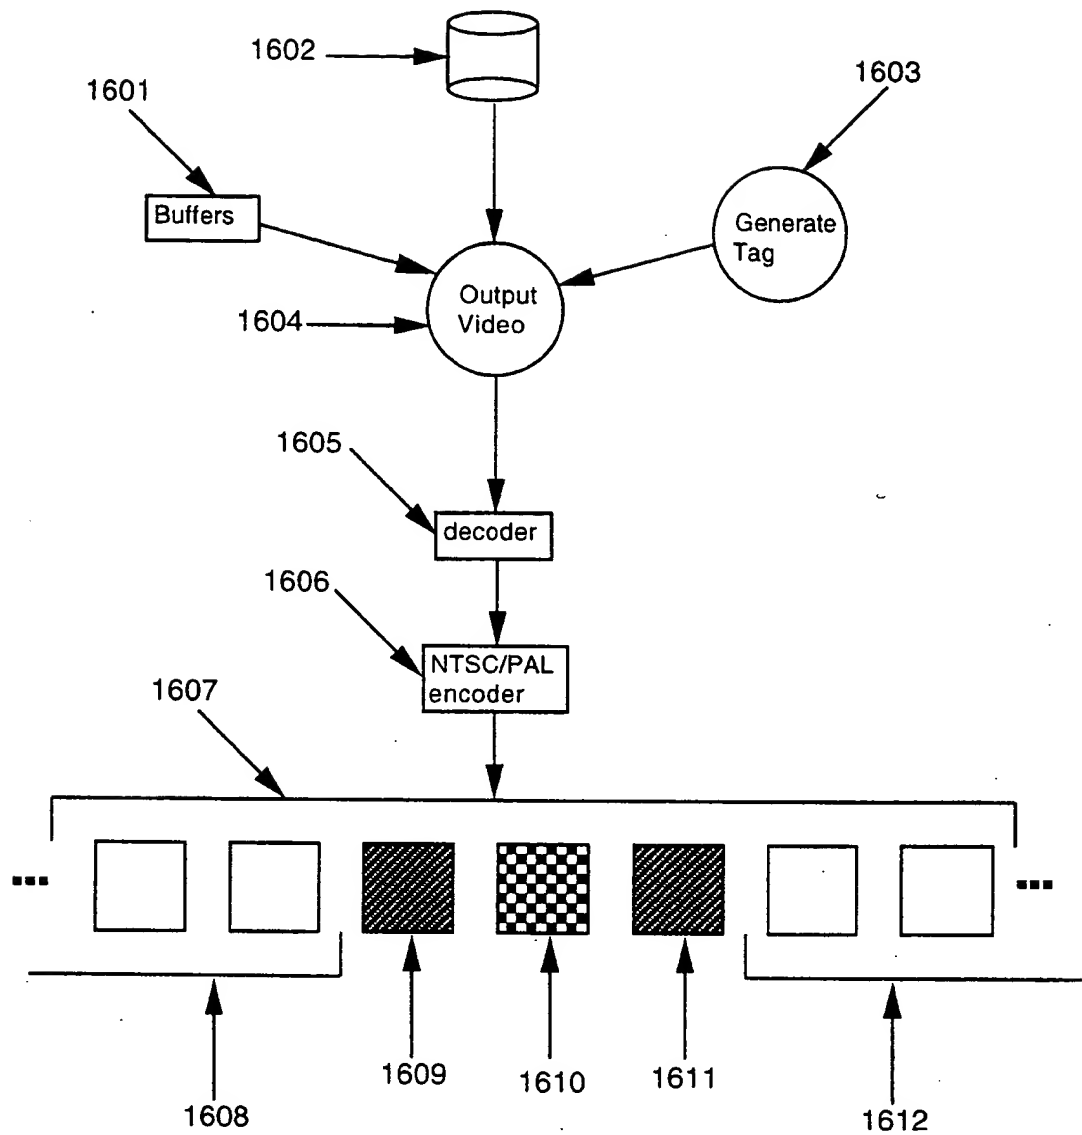 1602
1601
1603
Buffers
Generate
Tag
Output
Video
1604
1605
decoder
1606
NTSC/PAL
encoder
1607
1609
1610
1611
1608
1612